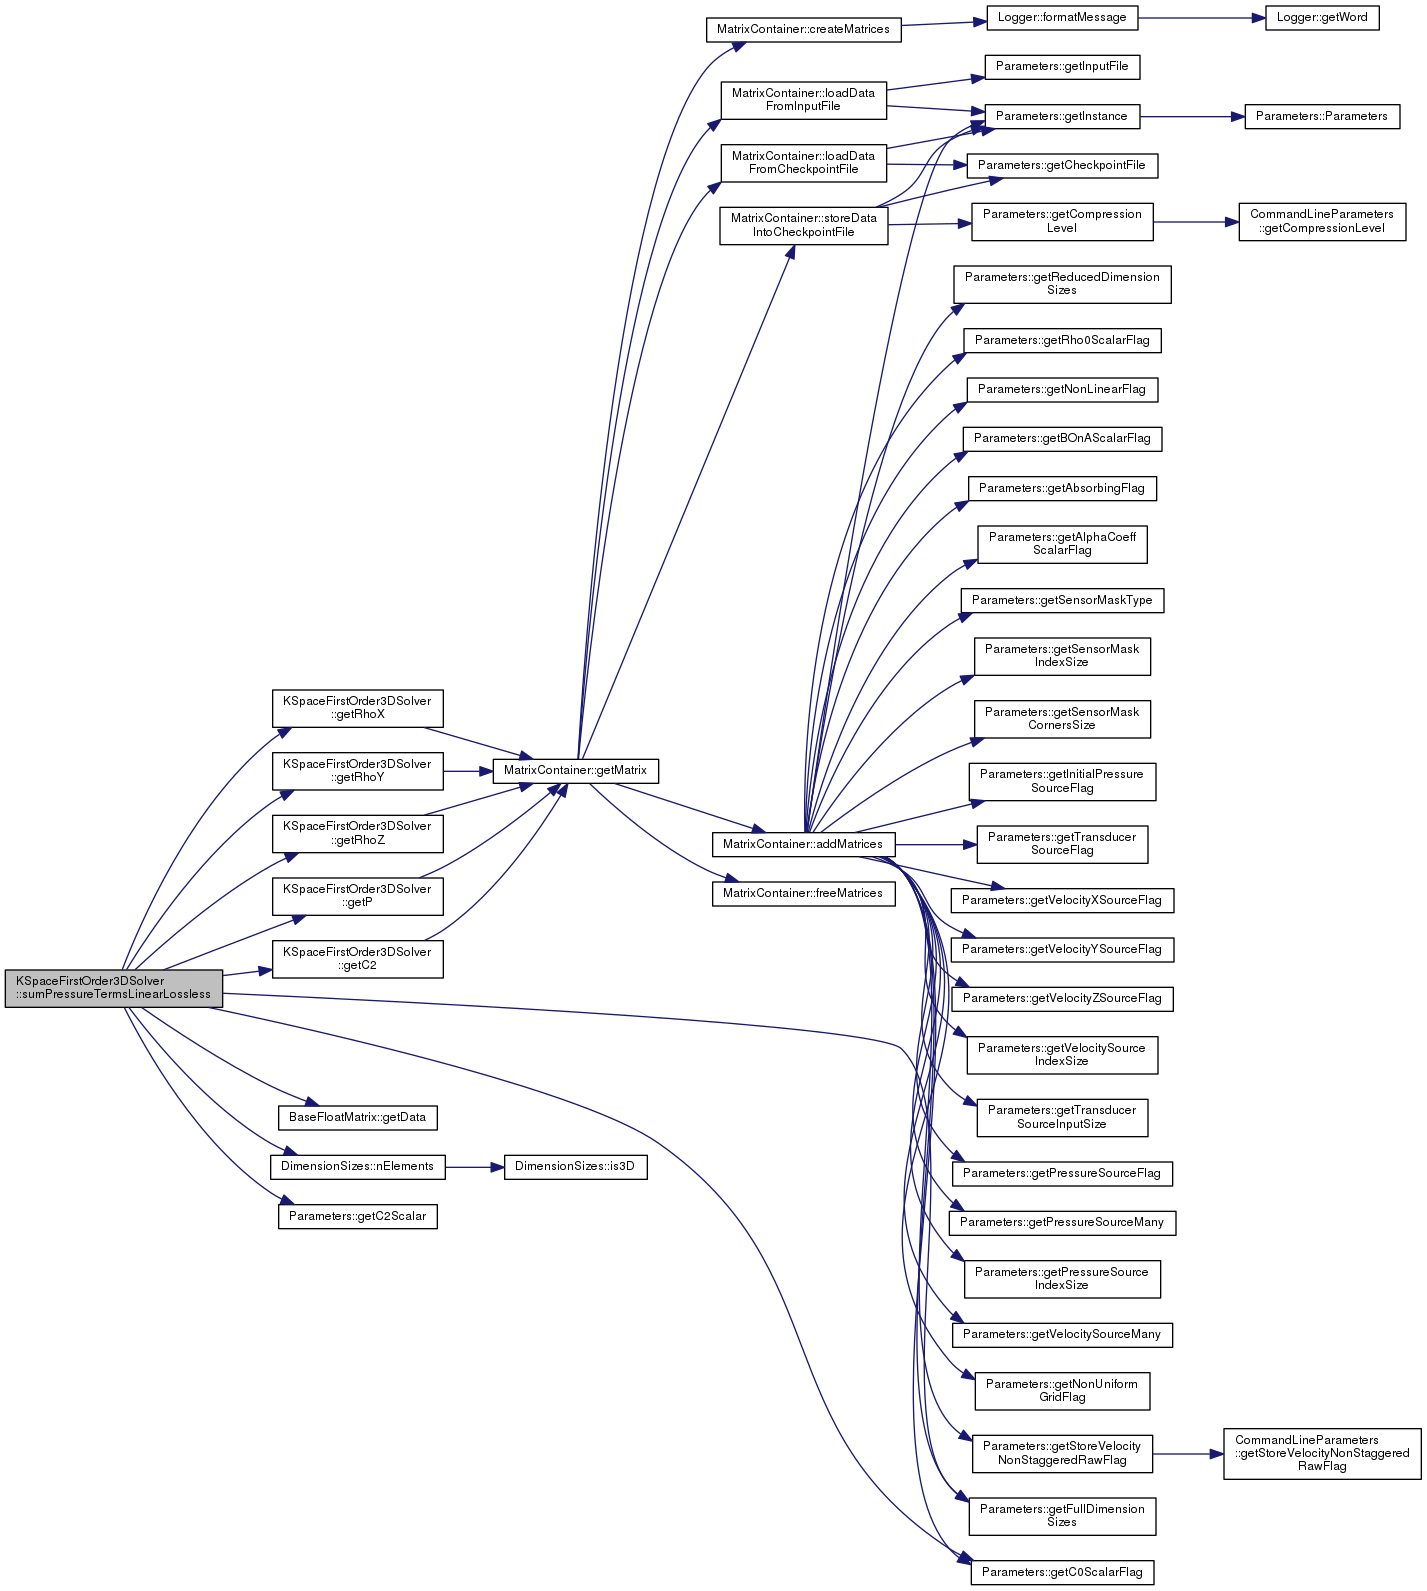 MatrixContainer::createMatrices
Logger::formatMessage
Logger::getWord
Parameters::getInputFile
MatrixContainer::loadData
FromInputFile
Parameters::getInstance
Parameters::Parameters
MatrixContainer::loadData
FromCheckpointFile
Parameters::getCheckpointFile
MatrixContainer::storeData
IntoCheckpointFile
Parameters::getCompression
Level
CommandLineParameters
::getCompressionLevel
Parameters::getReducedDimension
Sizes
Parameters::getRho0ScalarFlag
Parameters::getNonLinearFlag
Parameters::getBOnAScalarFlag
Parameters::getAbsorbingFlag
Parameters::getAlphaCoeff
ScalarFlag
Parameters::getSensorMaskType
Parameters::getSensorMask
IndexSize
Parameters::getSensorMask
CornersSize
KSpaceFirstOrder3DSolver
::getRhoX
KSpaceFirstOrder3DSolver
::getRhoY
MatrixContainer::getMatrix
Parameters::getInitialPressure
SourceFlag
KSpaceFirstOrder3DSolver
::getRhoZ
MatrixContainer::addMatrices
Parameters::getTransducer
SourceFlag
KSpaceFirstOrder3DSolver
::getP
MatrixContainer::freeMatrices
Parameters::getVelocityXSourceFlag
KSpaceFirstOrder3DSolver
::getC2
Parameters::getVelocityYSourceFlag
KSpaceFirstOrder3DSolver
::sumPressureTermsLinearLossless
Parameters::getVelocityZSourceFlag
Parameters::getVelocitySource
IndexSize
BaseFloatMatrix::getData
Parameters::getTransducer
SourceInputSize
DimensionSizes::nElements
DimensionSizes::is3D
Parameters::getPressureSourceFlag
Parameters::getC2Scalar
Parameters::getPressureSourceMany
Parameters::getPressureSource
IndexSize
Parameters::getVelocitySourceMany
Parameters::getNonUniform
GridFlag
Parameters::getStoreVelocity
NonStaggeredRawFlag
CommandLineParameters
::getStoreVelocityNonStaggered
RawFlag
Parameters::getFullDimension
Sizes
Parameters::getC0ScalarFlag